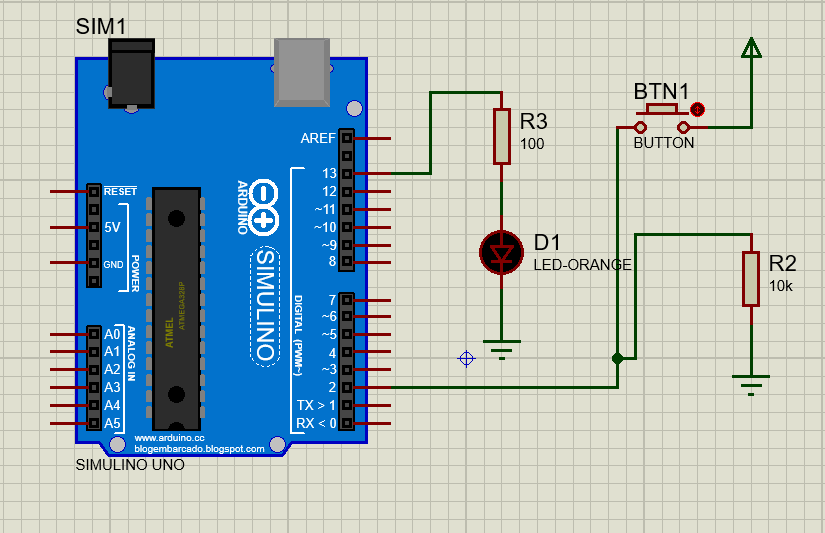 SIM1
AREF
13
12
~11
~10
~9
8
7
~6
~5
4
~3
2
TX > 1
RX < 0
RESET
5V
GND
POWER
A0
A1
A2
A3
A4
A5
ANALOG IN
ATMEL
ATMEGA328P
ARDUINO
SIMULINO
DIGITAL (PWM~)
www.arduino.cc
blogembarcado.blogspot.com
SIMULINO UNO
R3
100
D1
LED-ORANGE
BTN1
BUTTON
R2
10k